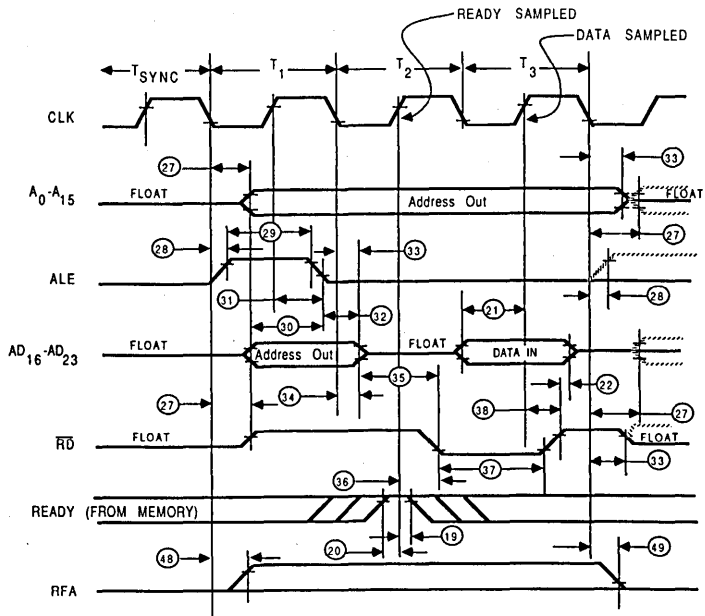 READY SAMPLED
DATA SAMPLED
T SYNC T1 T2 T3
CLK
27 33
A0-A15 FLOAT Address Out FLOAT
27
28 29 33
ALE
31 30 32 28
21
AD16-AD23 FLOAT Address Out FLOAT DATA IN
35 22
27 34 38 27
RD FLOAT FLOAT
37 33
36
READY (FROM MEMORY)
19
20
48 49
RFA